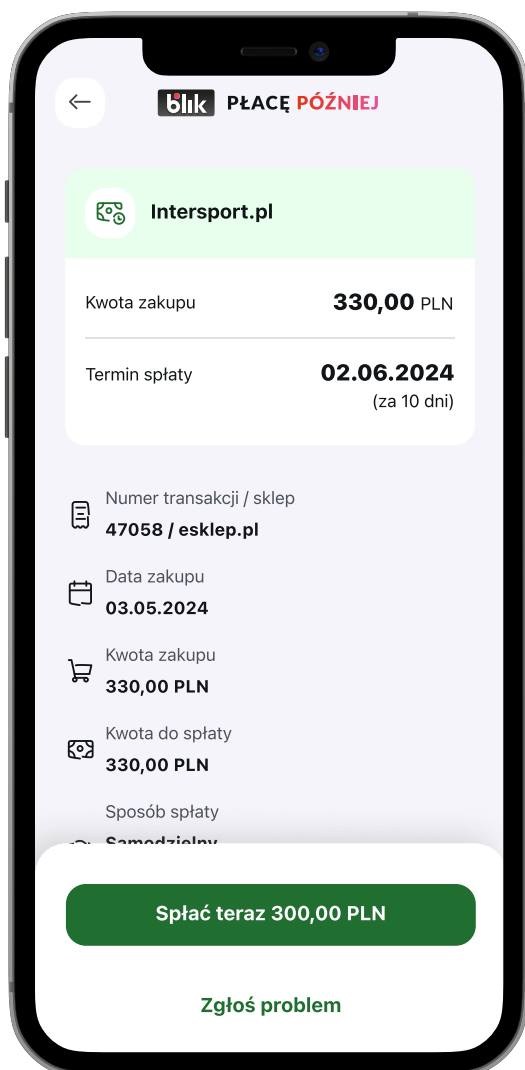 blik PŁACĘ PÓŹNIEJ
Intersport.pl
Kwota zakupu 330,00 PLN
Termin spłaty 02.06.2024
(za 10 dni)
Numer transakcji / sklep
47058 / esklep.pl
Data zakupu
03.05.2024
Kwota zakupu
330,00 PLN
Kwota do spłaty
330,00 PLN
Sposób spłaty
Samodzielny
Spłać teraz 300,00 PLN
Zgłoś problem